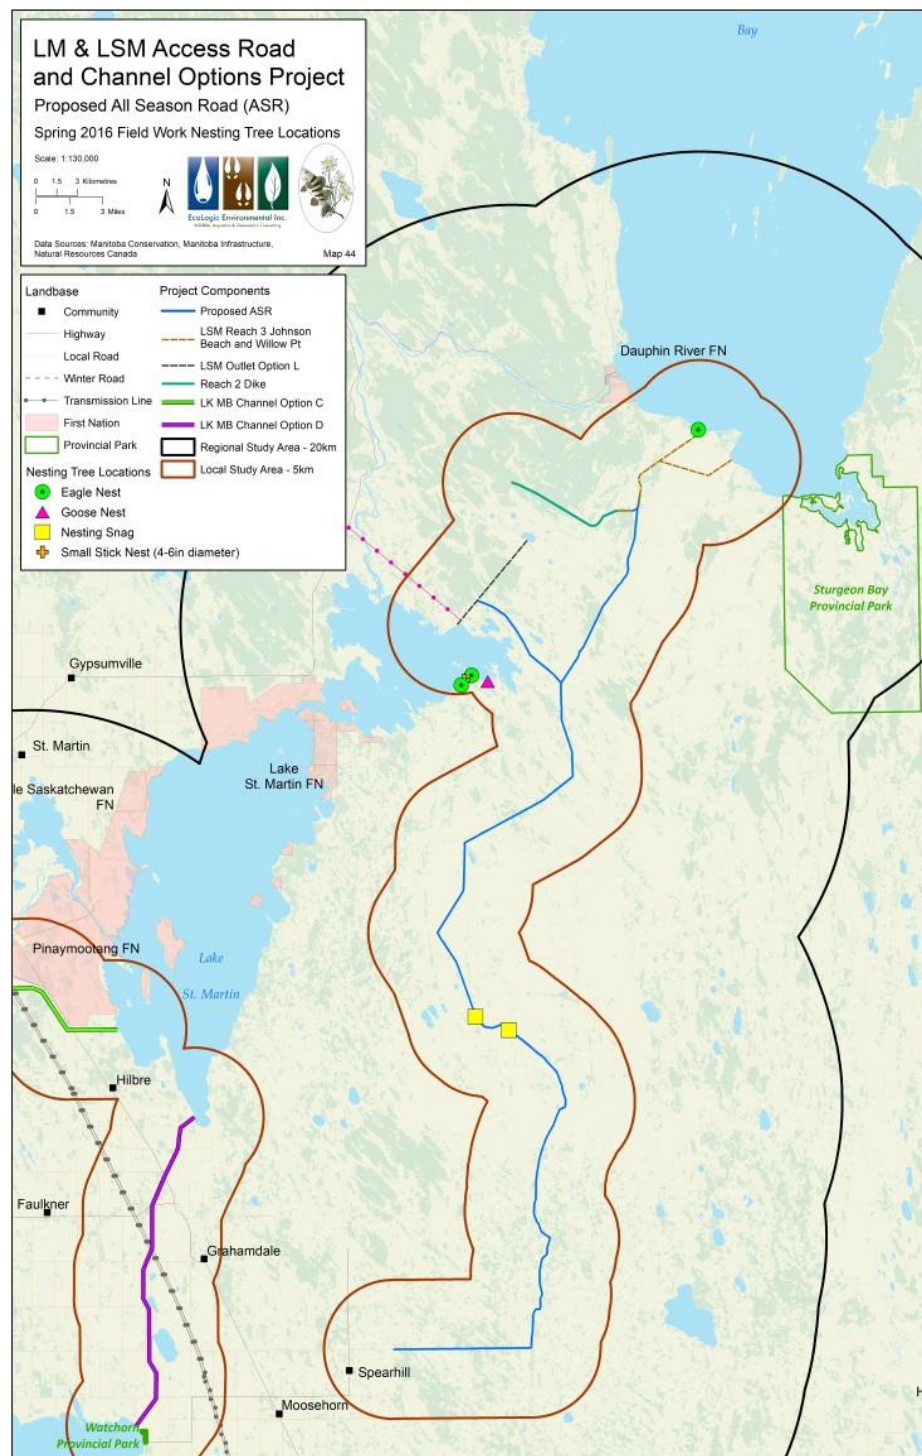 LM & LSM Access Road
and Channel Options Project
Proposed All Season Road (ASR)
Spring 2016 Field Work Nesting Tree Locations
Scale: 1:130,000
0 1.5 3 Kilometres
0 1.5 3 Miles
N
EcoLogic Environmental Inc.
Data Sources: Manitoba Conservation, Manitoba Infrastructure,
Natural Resources Canada
Map 44
Landbase
Community
Highway
Local Road
Winter Road
Transmission Line
First Nation
Provincial Park
Project Components
Proposed ASR
LSM Reach 3 Johnson
Beach and Willow Pt
LSM Outlet Option L
Reach 2 Dike
LK MB Channel Option C
LK MB Channel Option D
Regional Study Area - 20km
Local Study Area - 5km
Nesting Tree Locations
Eagle Nest
Goose Nest
Nesting Snag
Small Stick Nest (4-6in diameter)
Bay
Dauphin River FN
Sturgeon Bay
Provincial Park
Gypsumville
St. Martin
le Saskatchewan
FN
Lake
St. Martin FN
Pinaymootang FN
Lake
St. Martin
Hilbre
Faulkner
Grahamdale
Spearhill
Moosehorn
H
Watchorn
Provincial Park